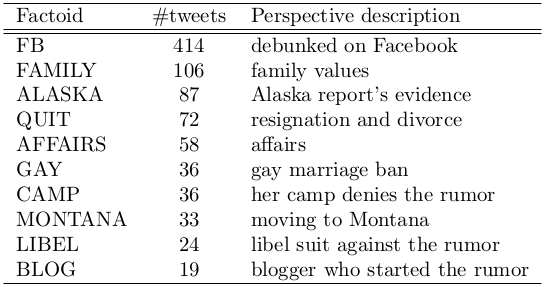 Factoid #tweets Perspective description
FB 414 debunked on Facebook
FAMILY 106 family values
ALASKA 87 Alaska report's evidence
QUIT 72 resignation and divorce
AFFAIRS 58 affairs
GAY 36 gay marriage ban
CAMP 36 her camp denies the rumor
MONTANA 33 moving to Montana
LIBEL 24 libel suit against the rumor
BLOG 19 blogger who started the rumor